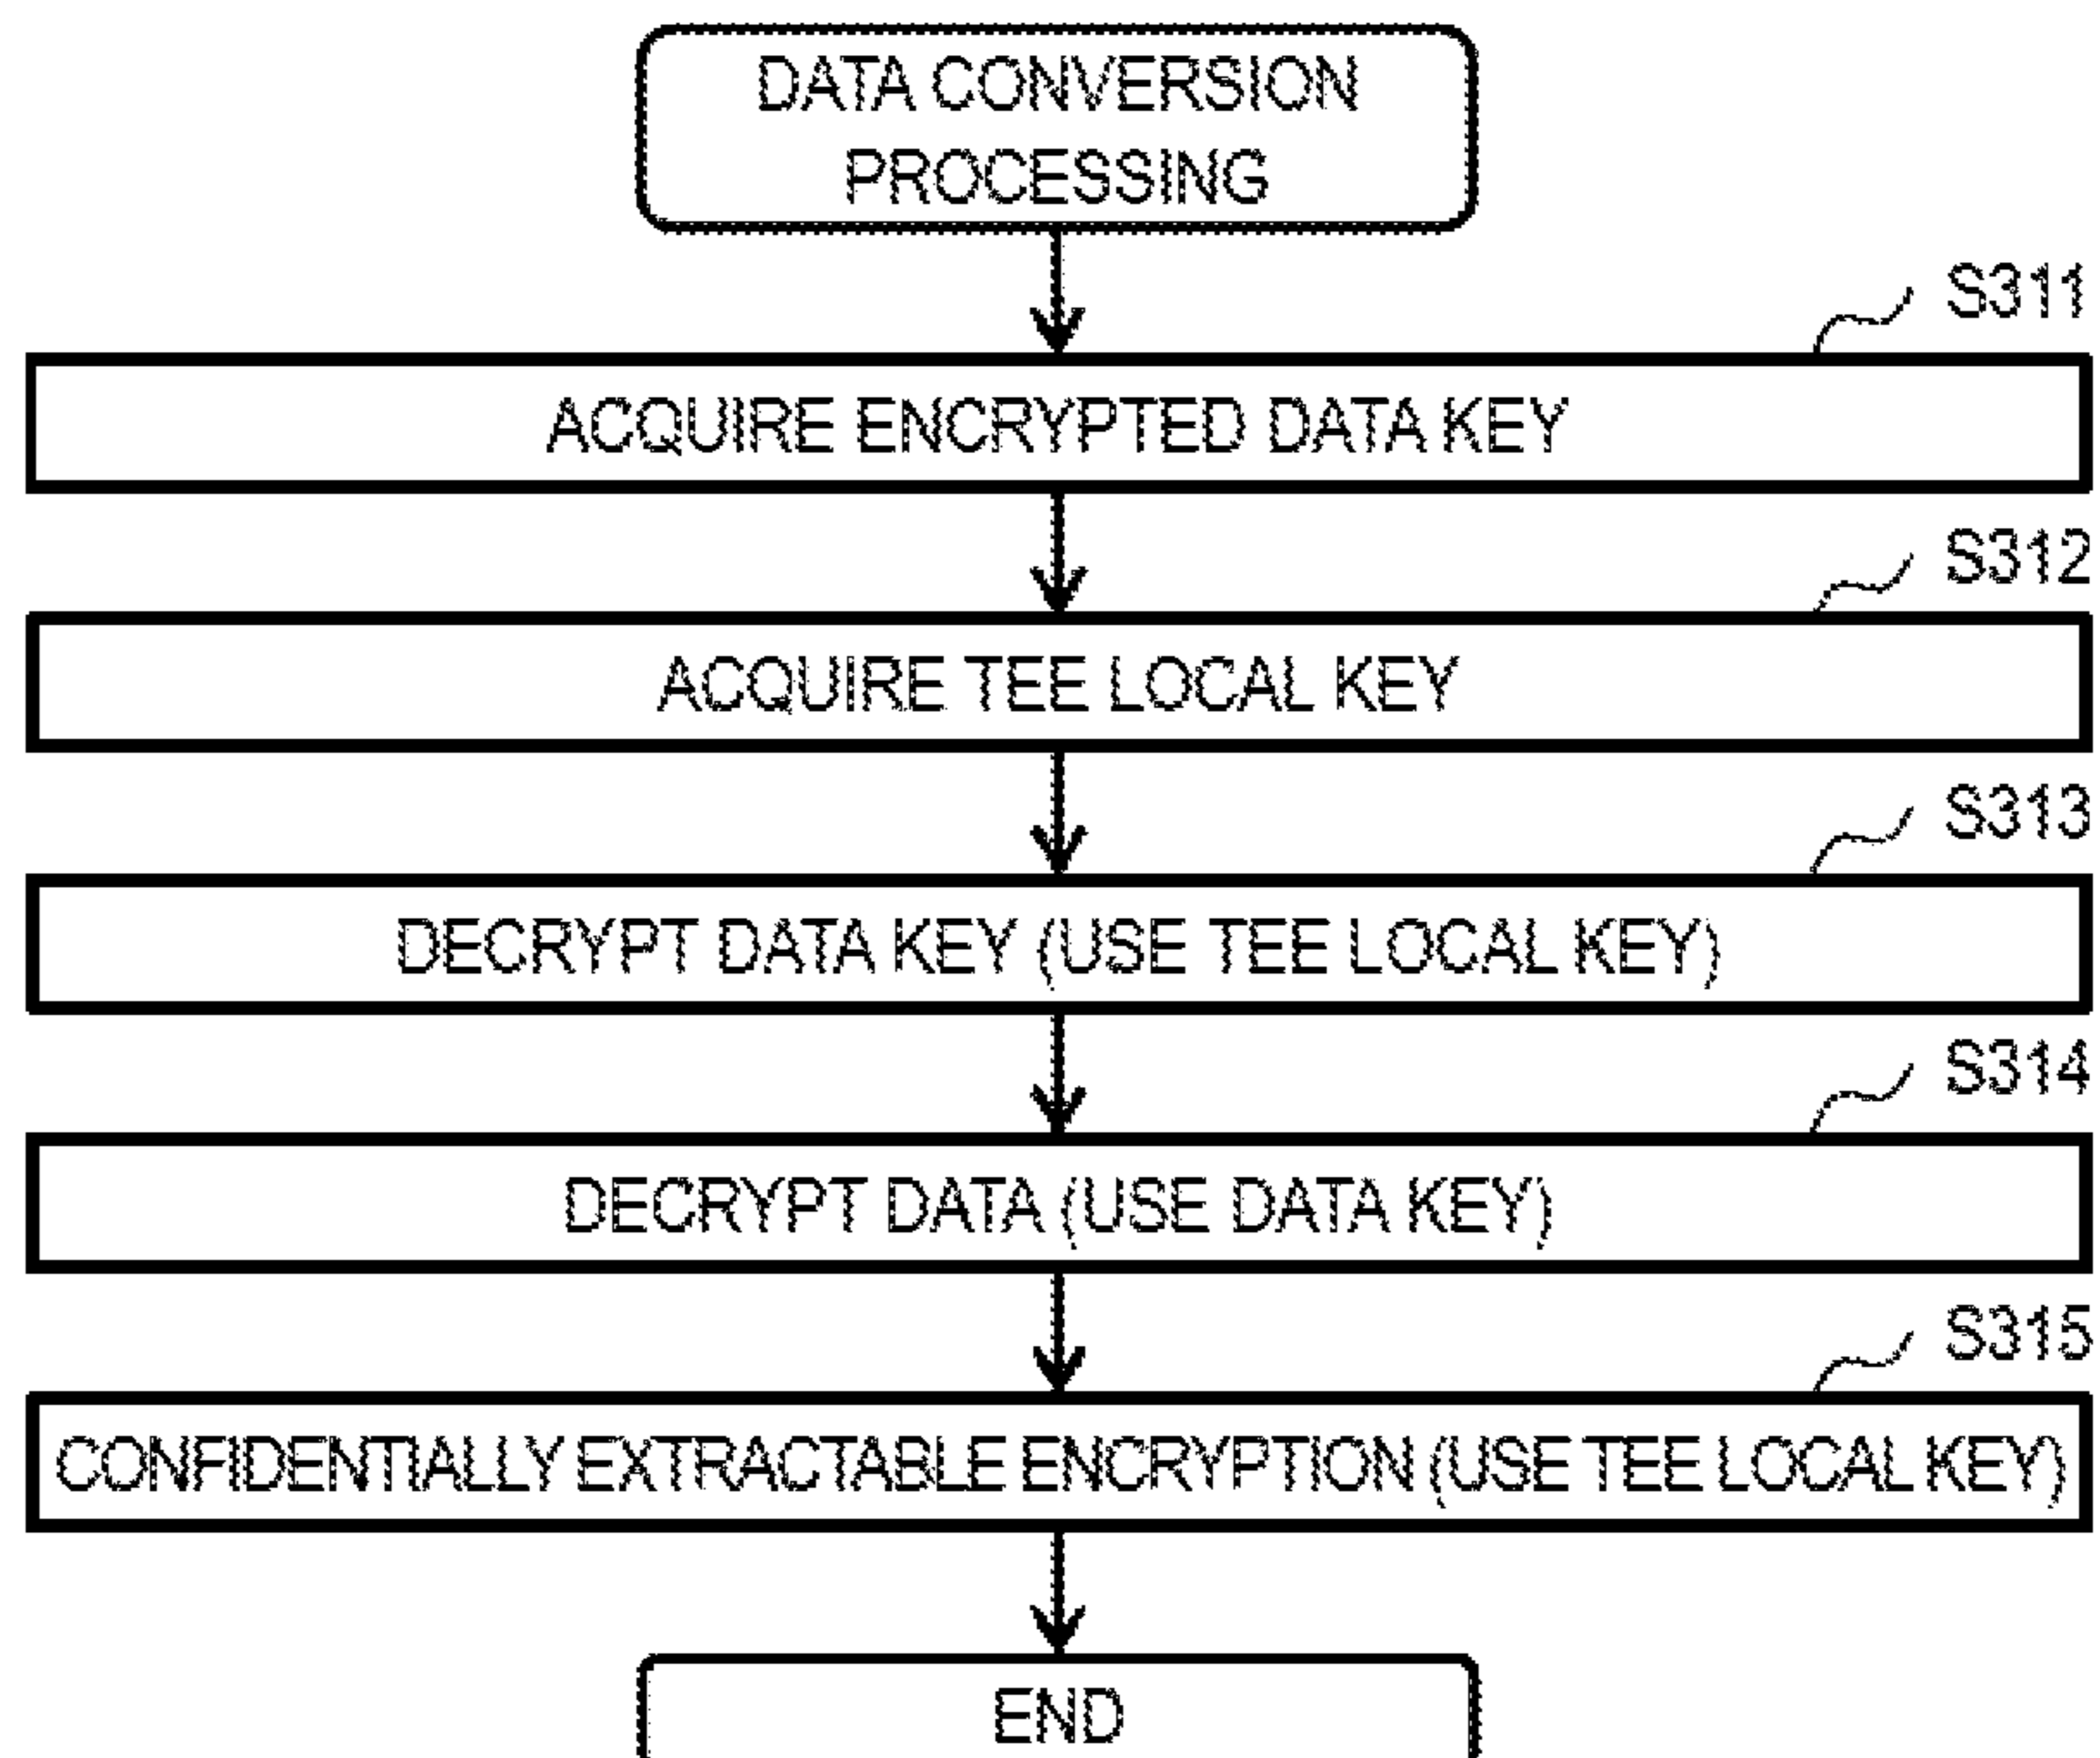 DATA CONVERSION
PROCESSING
S311
ACQUIRE ENCRYPTED DATA KEY
S312
ACQUIRE TEE LOCAL KEY
S313
DECRYPT DATA KEY (USE TEE LOCAL KEY)
S314
DECRYPT DATA (USE DATA KEY)
S315
CONFIDENTIALLY EXTRACTABLE ENCRYPTION (USE TEE LOCAL KEY)
END